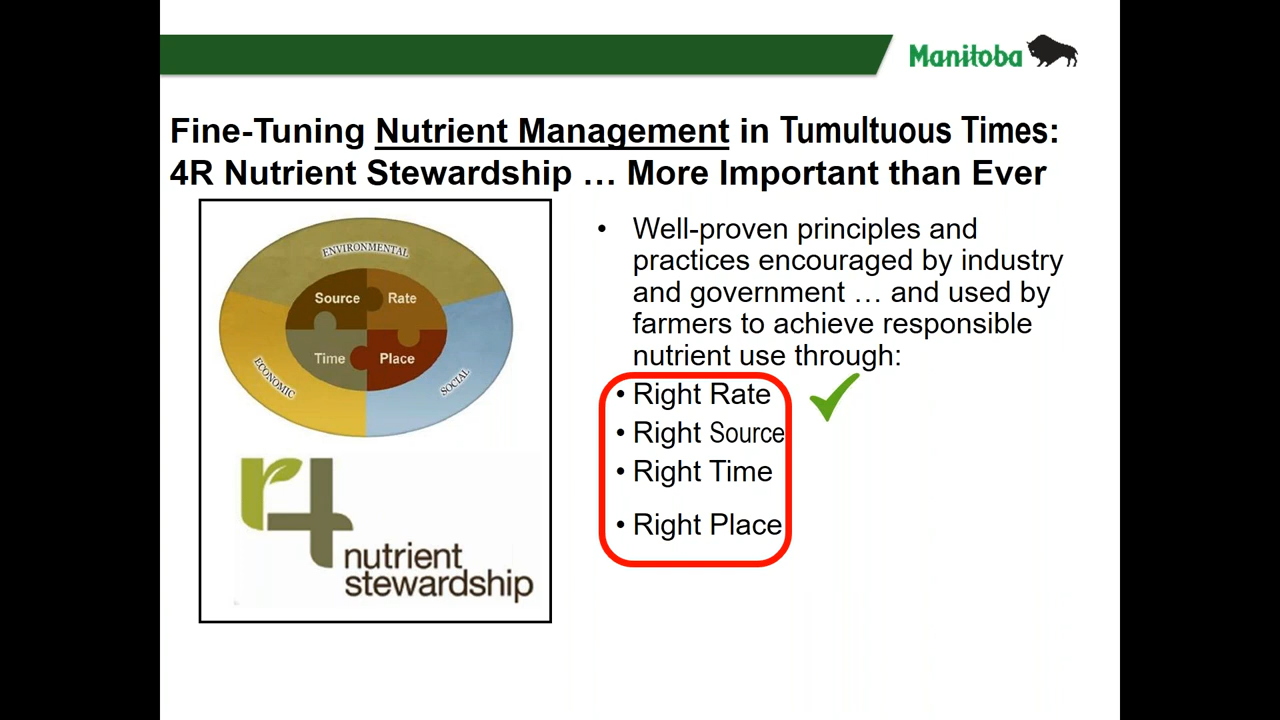 Manitoba
Fine-Tuning Nutrient Management in Tumultuous Times:
4R Nutrient Stewardship … More Important than Ever
ENVIRONMENTAL
Source Rate
Time Place
ECONOMIC
SOCIAL
r4
nutrient
stewardship
• Well-proven principles and
practices encouraged by industry
and government … and used by
farmers to achieve responsible
nutrient use through:
• Right Rate
• Right Source
• Right Time
• Right Place